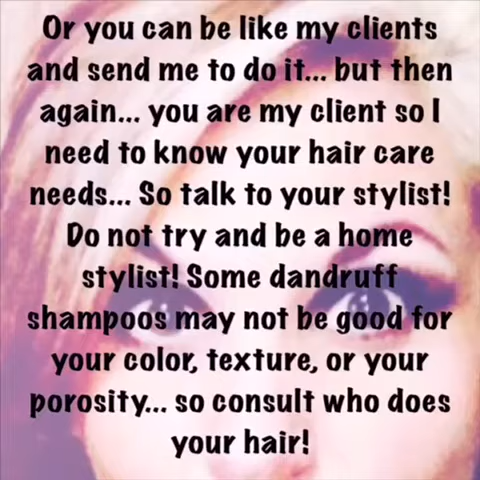 Or you can be like my clients
and send me to do it... but then
again... you are my client so I
need to know your hair care
needs... So talk to your stylist!
Do not try and be a home
stylist! Some dandruff
shampoos may not be good for
your color, texture, or your
porosity... so consult who does
your hair!